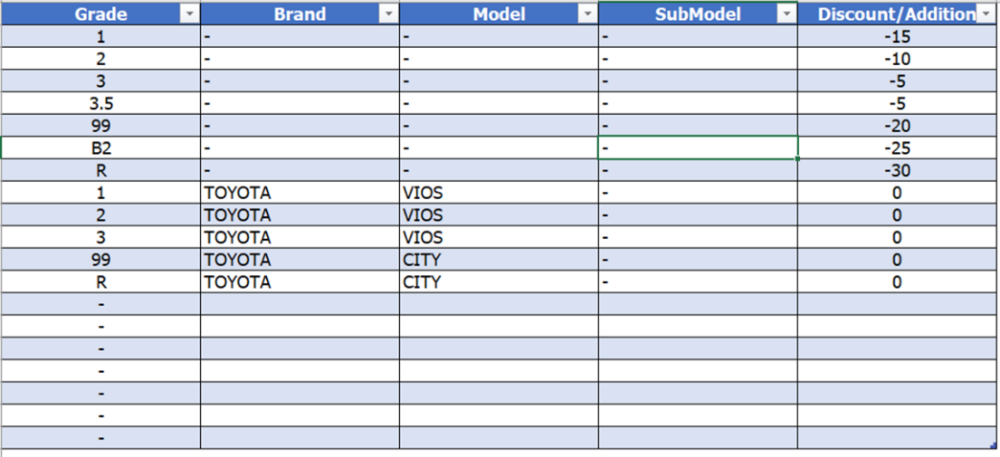 Grade Brand Model SubModel Discount/Addition
1 - - - -15
2 - - - -10
3 - - - -5
3.5 - - - -5
99 - - - -20
B2 - - - -25
R - - - -30
1 TOYOTA VIOS - 0
2 TOYOTA VIOS - 0
3 TOYOTA VIOS - 0
99 TOYOTA CITY - 0
R TOYOTA CITY - 0
-
-
-
-
-
-
-